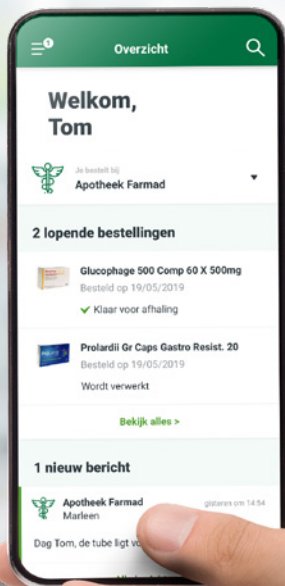 1
Overzicht
Welkom,
Tom
Je bestelt bij
Apotheek Farmad
2 lopende bestellingen
Glucophage 500 Comp 60 X 500mg
Besteld op 19/05/2019
Klaar voor afhaling
Prolardii Gr Caps Gastro Resist. 20
Besteld op 19/05/2019
Wordt verwerkt
Bekijk alles >
1 nieuw bericht
Apotheek Farmad
gisteren om 14:54
Marleen
Dag Tom, de tube ligt